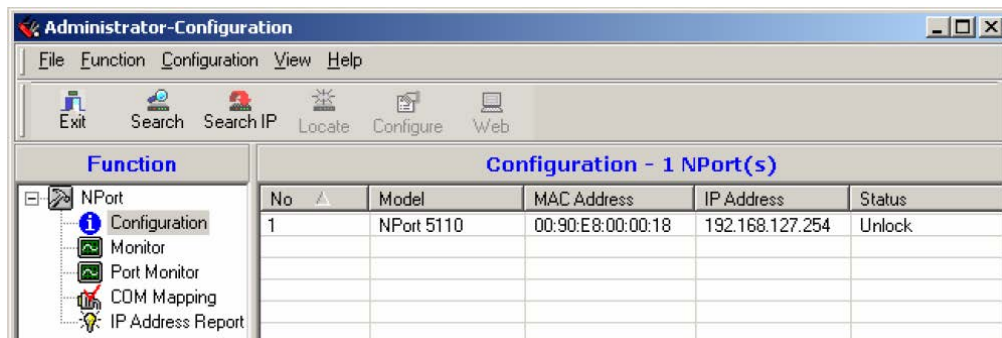 Administrator-Configuration
File Function Configuration View Help
Exit Search Search IP Locate Configure Web
Function
Configuration - 1 NPort(s)
NPort
Configuration
Monitor
Port Monitor
COM Mapping
IP Address Report
No Model MAC Address IP Address Status
1 NPort 5110 00:90:E8:00:00:18 192.168.127.254 Unlock